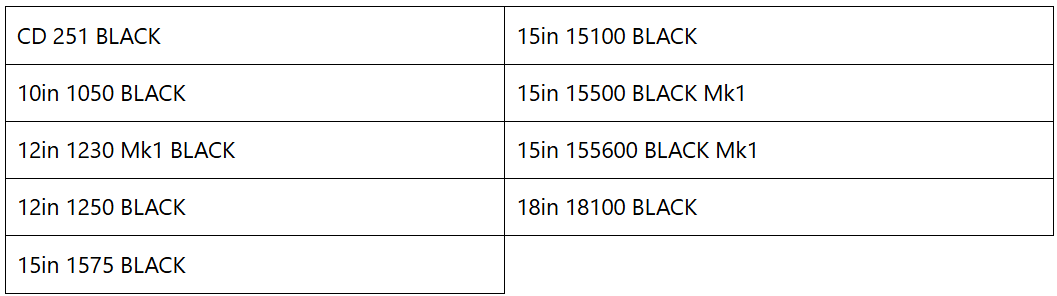 CD 251 BLACK
15in 15100 BLACK
10in 1050 BLACK
15in 15500 BLACK Mk1
12in 1230 Mk1 BLACK
15in 155600 BLACK Mk1
12in 1250 BLACK
18in 18100 BLACK
15in 1575 BLACK